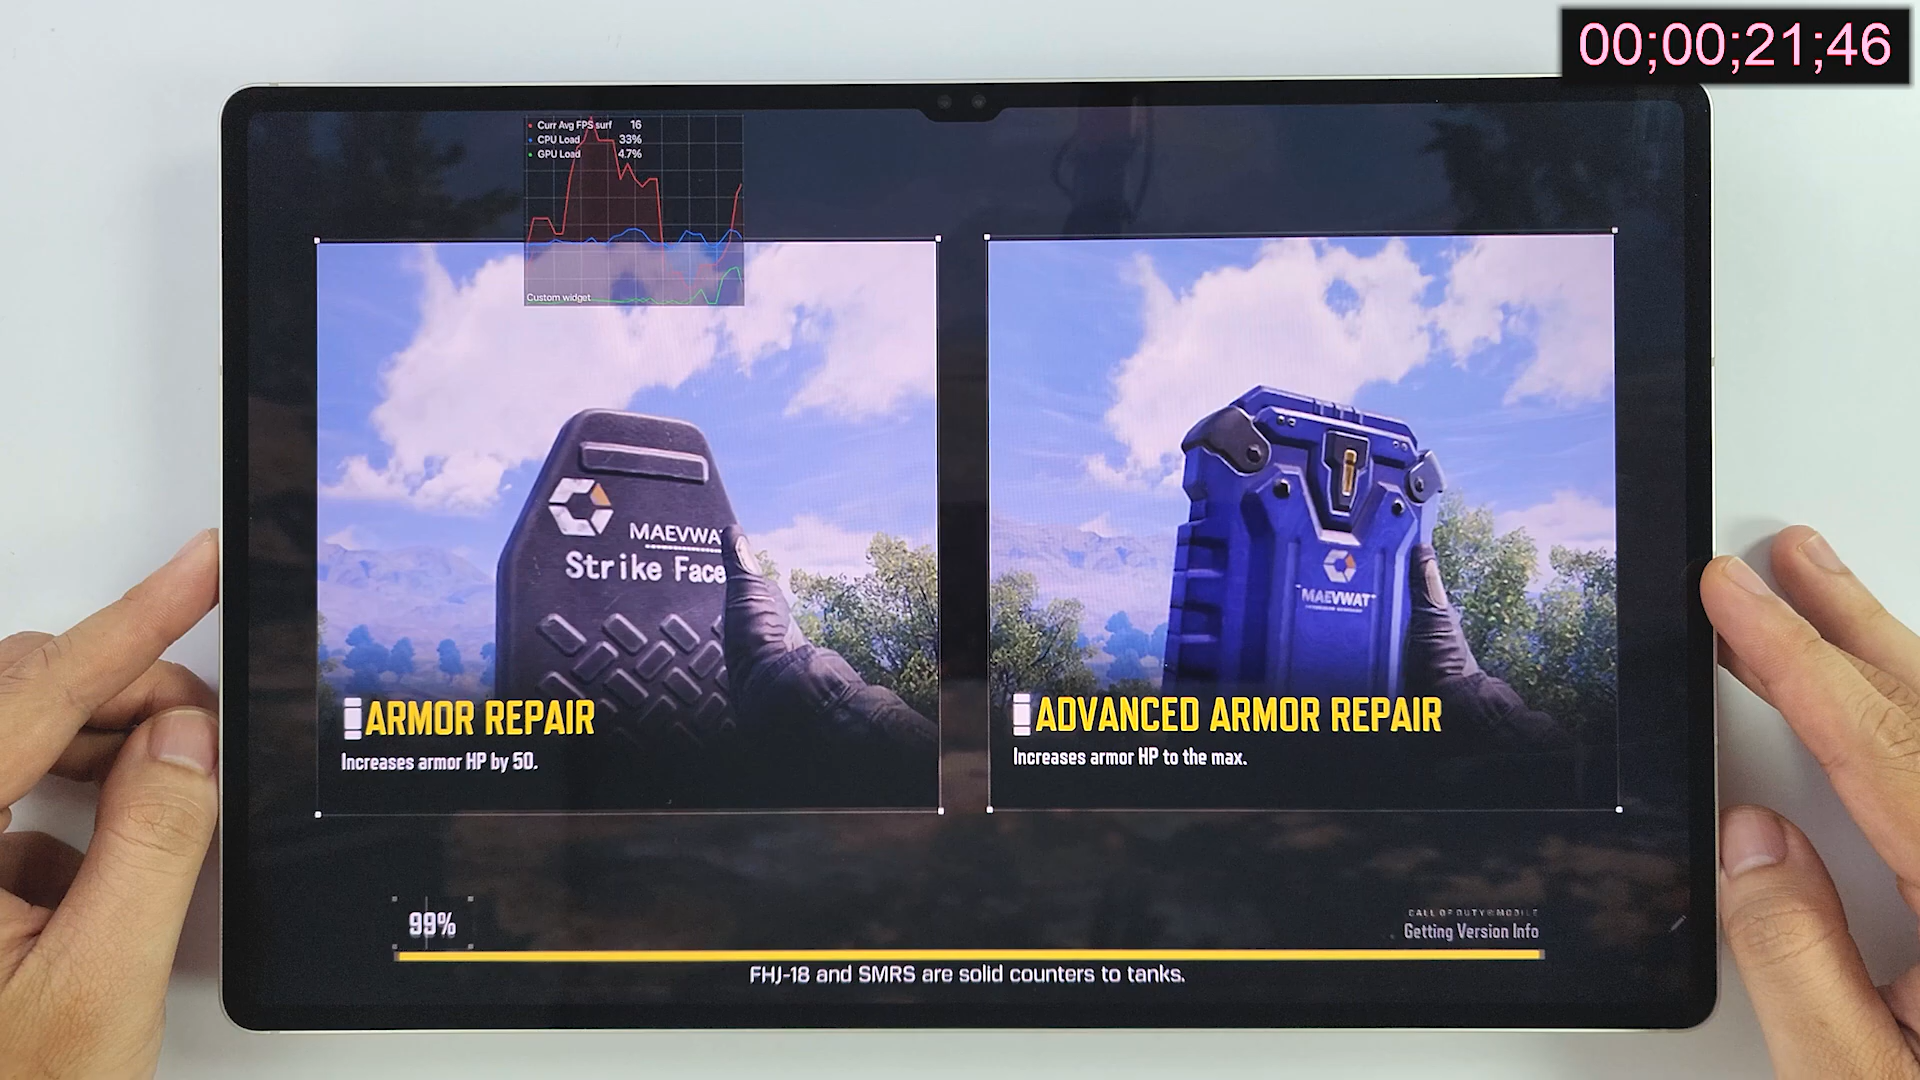 00;00;21;46
Curr Avg FPS surf 16
CPU Load 33%
GPU Load 4.7%
Custom widget
MAEVWA
Strike Face
MAEVWAT
ARMOR REPAIR
Increases armor HP by 50.
ADVANCED ARMOR REPAIR
Increases armor HP to the max.
99%
CALL OF DUTY®MOBILE
Getting Version Info
FHJ-18 and SMRS are solid counters to tanks.